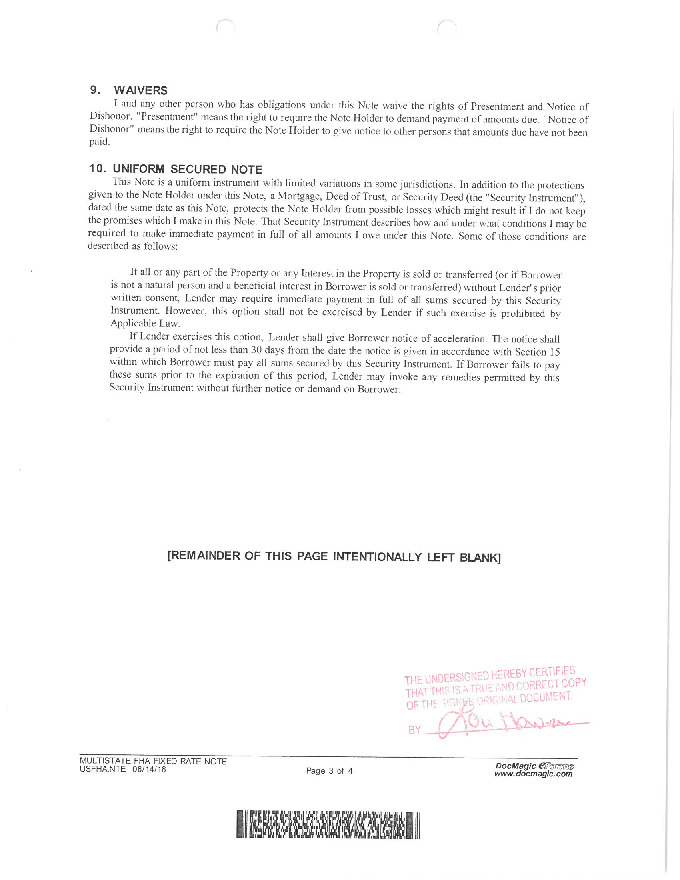 9. WAIVERS
I and any other person who has obligations under this Note waive the rights of Presentment and Notice of
Dishonor. "Presentment" means the right to require the Note Holder to demand payment of amounts due. "Notice of
Dishonor" means the right to require the Note Holder to give notice to other persons that amounts due have not been
paid.
10. UNIFORM SECURED NOTE
This Note is a uniform instrument with limited variations in some jurisdictions. In addition to the protections
given to the Note Holder under this Note, a Mortgage, Deed of Trust, or Security Deed (the "Security Instrument"),
dated the same date as this Note, protects the Note Holder from possible losses which might result if I do not keep
the promises which I make in this Note. That Security Instrument describes how and under what conditions I may be
required to make immediate payment in full of all amounts I owe under this Note. Some of those conditions are
described as follows:
If all or any part of the Property or any Interest in the Property is sold or transferred (or if Borrower
is not a natural person and a beneficial interest in Borrower is sold or transferred) without Lender's prior
written consent, Lender may require immediate payment in full of all sums secured by this Security
Instrument. However, this option shall not be exercised by Lender if such exercise is prohibited by
Applicable Law.
If Lender exercises this option, Lender shall give Borrower notice of acceleration. The notice shall
provide a period of not less than 30 days from the date the notice is given in accordance with Section 15
within which Borrower must pay all sums secured by this Security Instrument. If Borrower fails to pay
these sums prior to the expiration of this period, Lender may invoke any remedies permitted by this
Security Instrument without further notice or demand on Borrower.
[REMAINDER OF THIS PAGE INTENTIONALLY LEFT BLANK]
THE UNDERSIGNED HEREBY CERTIFIES
THAT THIS IS A TRUE AND CORRECT COPY
OF THE SIGNED ORIGINAL DOCUMENT.
BY
MULTISTATE FHA FIXED RATE NOTE
USFHA.NTE 06/14/16
Page 3 of 4
DocMagic eForms
www.docmagic.com